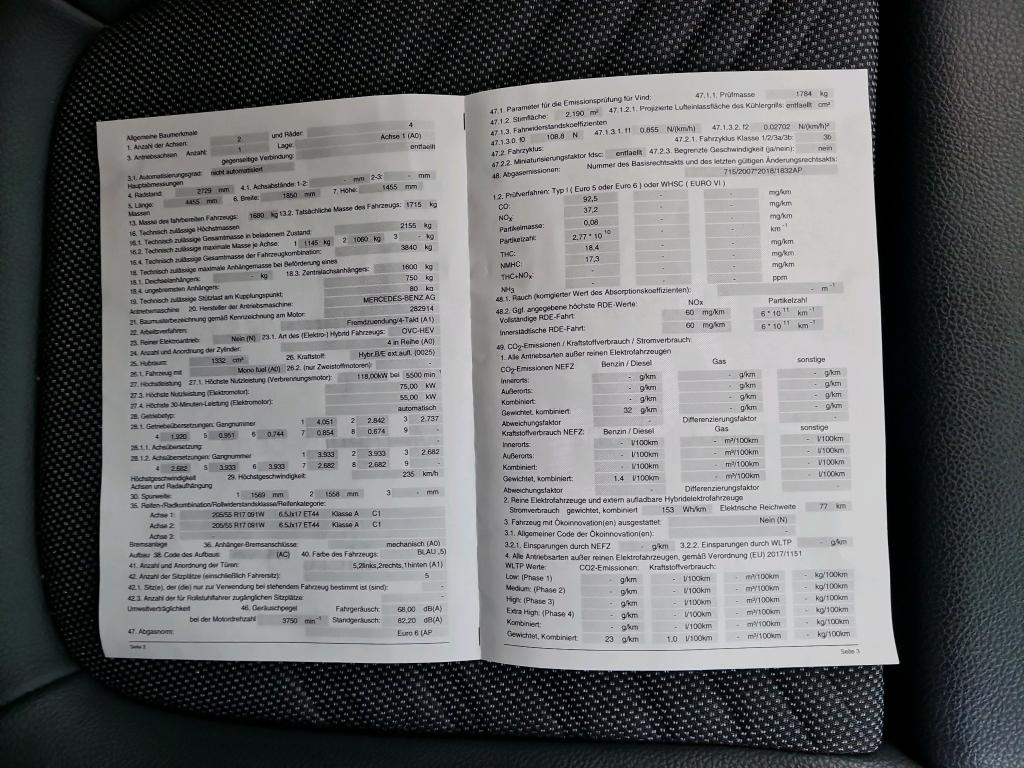 Allgemeine Baumerkmale
1. Anzahl der Achsen: 2 und Räder: 4
3. Antriebsachsen Anzahl: 1 Lage: Achse 1 (A0)
gegenseitige Verbindung: entfaellt
3.1. Automatisierungsgrad: nicht automatisiert
Hauptabmessungen
4. Radstand: 2729 mm 4.1. Achsabstände: 1-2: - mm 2-3: - mm
5. Länge: 4455 mm 6. Breite: 1850 mm 7. Höhe: 1455 mm
Massen
13. Masse des fahrbereiten Fahrzeugs: 1680 kg 13.2. Tatsächliche Masse des Fahrzeugs: 1715 kg
16. Technisch zulässige Höchstmassen
16.1. Technisch zulässige Gesamtmasse in beladenem Zustand: 2155 kg
16.2. Technisch zulässige maximale Masse je Achse: 1 1145 kg 2 1060 kg 3 - kg
16.4. Technisch zulässige Gesamtmasse der Fahrzeugkombination: 3840 kg
18. Technisch zulässige maximale Anhängemasse bei Beförderung eines
18.1. Deichselanhängers: - kg 18.3. Zentralachsanhängers: 1600 kg
18.4. ungebremsten Anhängers: 750 kg
19. Technisch zulässige Stützlast am Kupplungspunkt: 80 kg
Antriebsmaschine 20. Hersteller der Antriebsmaschine: MERCEDES-BENZ AG
21. Baumusterbezeichnung gemäß Kennzeichnung am Motor: 282914
22. Arbeitsverfahren: Fremdzuendung/4-Takt (A1)
23. Reiner Elektroantrieb: Nein (N) 23.1. Art des (Elektro-) Hybrid Fahrzeugs: OVC-HEV
24. Anzahl und Anordnung der Zylinder: 4 in Reihe (A0)
25. Hubraum: 1332 cm³ 26. Kraftstoff: Hybr.B/E ext.aufl. (0025)
26.1. Fahrzeug mit Mono fuel (A0) 26.2. (nur Zweistoffmotoren): -
27. Höchstleistung 27.1. Höchste Nutzleistung (Verbrennungsmotor): 118,00kW bei 5500 min⁻¹
27.3. Höchste Nutzleistung (Elektromotor): 75,00 kW
27.4. Höchste 30-Minuten-Leistung (Elektromotor): 55,00 kW
28. Getriebetyp: automatisch
28.1. Getriebeübersetzungen: Gangnummer 1 4.051 2 2.842 3 2.737
4 1.920 5 0.951 6 0.744 7 0.854 8 0.674 9 -
28.1.1. Achsübersetzung: -
28.1.2. Achsübersetzungen: Gangnummer 1 3.933 2 3.933 3 2.682
4 2.682 5 3.933 6 3.933 7 2.682 8 2.682 9 -
Höchstgeschwindigkeit 29. Höchstgeschwindigkeit: 235 km/h
Achsen und Radaufhängung
30. Spurweite: 1 1569 mm 2 1558 mm 3 - mm
35. Reifen-/Radkombination/Rollwiderstandsklasse/Reifenkategorie:
Achse 1: 205/55 R17 091W 6.5Jx17 ET44 Klasse A C1
Achse 2: 205/55 R17 091W 6.5Jx17 ET44 Klasse A C1
Achse 3: -
Bremsanlage 36. Anhänger-Bremsanschlüsse: mechanisch (A0)
Aufbau 38. Code des Aufbaus: (AC) 40. Farbe des Fahrzeugs: BLAU ,5)
41. Anzahl und Anordnung der Türen: 5,2links,2rechts,1hinten (A1)
42. Anzahl der Sitzplätze (einschließlich Fahrersitz): 5
42.1. Sitz(e), der (die) nur zur Verwendung bei stehendem Fahrzeug bestimmt ist (sind): -
42.3. Anzahl der für Rollstuhlfahrer zugänglichen Sitzplätze: -
Umweltverträglichkeit 46. Geräuschpegel Fahrgeräusch: 68,00 dB(A)
bei der Motordrehzahl 3750 min⁻¹ Standgeräusch: 82,20 dB(A)
47. Abgasnorm: Euro 6 (AP
Seite 2
47.1. Parameter für die Emissionsprüfung für Vind: 47.1.1. Prüfmasse 1784 kg
47.1.2. Stirnfläche: 2.190 m² 47.1.2.1. Projizierte Lufteinlassfläche des Kühlergrills: entfaellt cm²
47.1.3. Fahrwiderstandskoeffizienten
47.1.3.0. f0 108.8 N 47.1.3.1. f1 0.855 N/(km/h) 47.1.3.2. f2 0.02702 N/(km/h)²
47.2. Fahrzyklus: 47.2.1. Fahrzyklus Klasse 1/2/3a/3b: 3b
47.2.2. Miniaturisierungsfaktor fdsc: entfaellt 47.2.3. Begrenzte Geschwindigkeit (ja/nein): nein
48. Abgasemissionen: Nummer des Basisrechtsakts und des letzten gültigen Änderungsrechtsakts:
715/2007*2018/1832AP
1.2. Prüfverfahren: Typ I ( Euro 5 oder Euro 6 ) oder WHSC ( EURO VI )
CO: 92,5 - - mg/km
NOx: 37,2 - - mg/km
Partikelmasse: 0,08 - - mg/km
Partikelzahl: 2,77 * 10 ¹⁰ - - km ⁻¹
THC: 18,4 - - mg/km
NMHC: 17,3 - - mg/km
THC+NOx: - - - mg/km
NH3 - - - ppm
48.1. Rauch (korrigierter Wert des Absorptionskoeffizienten): - m⁻¹
48.2. Ggf. angegebene höchste RDE-Werte: NOx Partikelzahl
Vollständige RDE-Fahrt: 60 mg/km 6 * 10 ¹¹ km⁻¹
Innerstädtische RDE-Fahrt: 60 mg/km 6 * 10 ¹¹ km⁻¹
49. CO₂-Emissionen / Kraftstoffverbrauch / Stromverbrauch:
1. Alle Antriebsarten außer reinen Elektrofahrzeugen
CO₂-Emissionen NEFZ Benzin / Diesel Gas sonstige
Innerorts: - g/km - g/km - g/km
Außerorts: - g/km - g/km - g/km
Kombiniert: - g/km - g/km - g/km
Gewichtet, kombiniert: 32 g/km - g/km - g/km
Abweichungsfaktor - Differenzierungsfaktor -
Kraftstoffverbrauch NEFZ: Benzin / Diesel Gas sonstige
Innerorts: - l/100km - m³/100km - l/100km
Außerorts: - l/100km - m³/100km - l/100km
Kombiniert: - l/100km - m³/100km - l/100km
Gewichtet, kombiniert: 1.4 l/100km - m³/100km - l/100km
Abweichungsfaktor - Differenzierungsfaktor -
2. Reine Elektrofahrzeuge und extern aufladbare Hybridelektrofahrzeuge
Stromverbrauch gewichtet, kombiniert 153 Wh/km Elektrische Reichweite 77 km
3. Fahrzeug mit Ökoinnovation(en) ausgestattet: Nein (N)
3.1. Allgemeiner Code der Ökoinnovation(en): -
3.2.1. Einsparungen durch NEFZ - g/km 3.2.2. Einsparungen durch WLTP - g/km
4. Alle Antriebsarten außer reinen Elektrofahrzeugen, gemäß Verordnung (EU) 2017/1151
WLTP Werte: CO2-Emissionen: Kraftstoffverbrauch:
Low: (Phase 1) - g/km - l/100km - m³/100km - kg/100km
Medium: (Phase 2) - g/km - l/100km - m³/100km - kg/100km
High: (Phase 3) - g/km - l/100km - m³/100km - kg/100km
Extra High: (Phase 4) - g/km - l/100km - m³/100km - kg/100km
Kombiniert: - g/km - l/100km - m³/100km - kg/100km
Gewichtet, Kombiniert: 23 g/km 1.0 l/100km - m³/100km - kg/100km
Seite 3